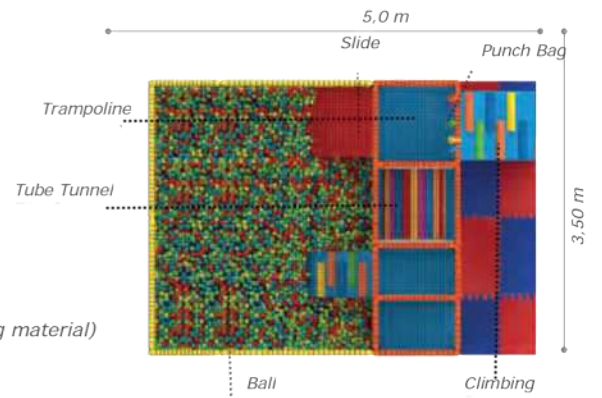 5,0 m
Slide
Punch Bag
Trampoline
Tube Tunnel
3,50 m
g material)
Ball
Climbing